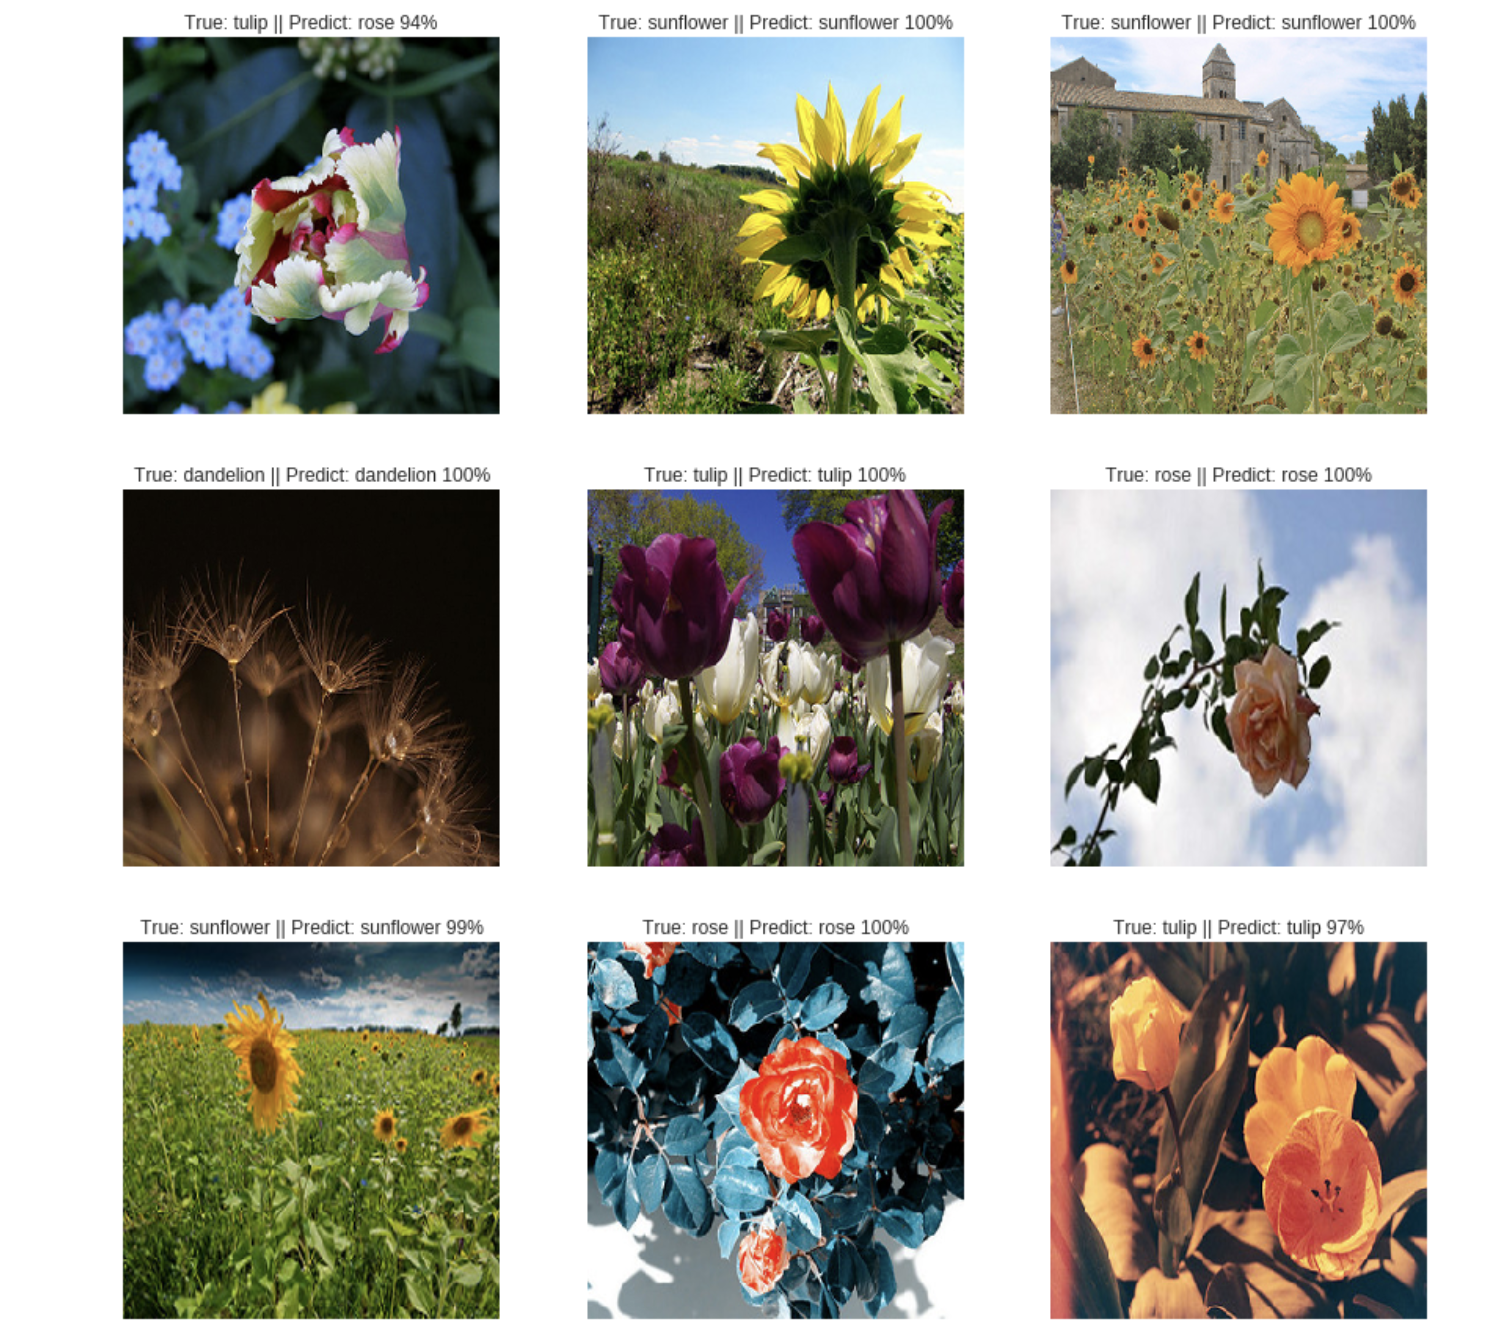 True: tulip || Predict: rose 94%
True: sunflower || Predict: sunflower 100%
True: sunflower || Predict: sunflower 100%
True: dandelion || Predict: dandelion 100%
True: tulip || Predict: tulip 100%
True: rose || Predict: rose 100%
True: sunflower || Predict: sunflower 99%
True: rose || Predict: rose 100%
True: tulip || Predict: tulip 97%